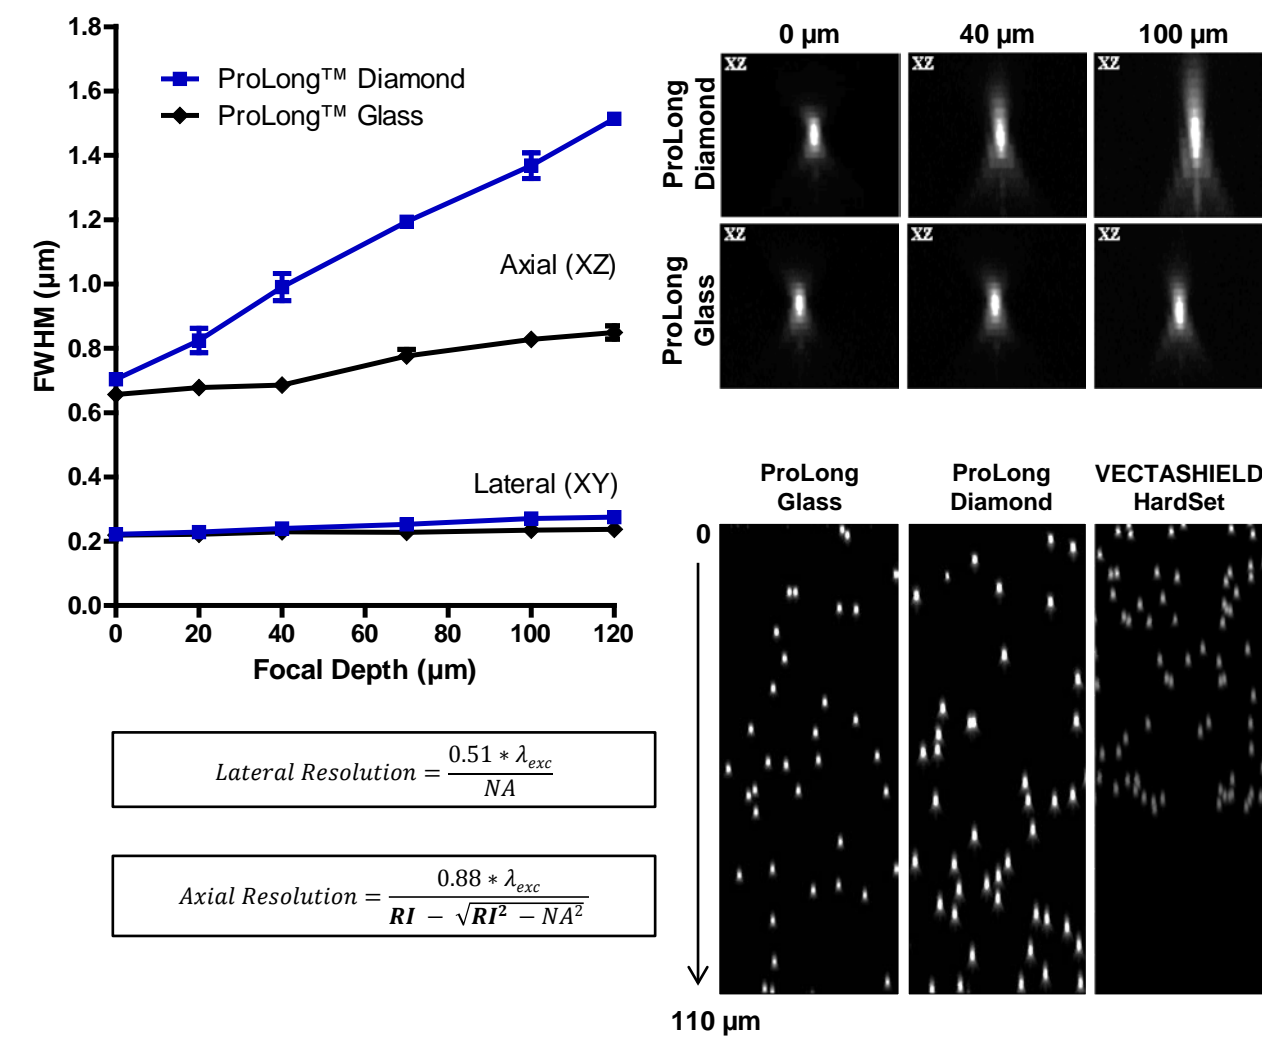 1.8
1.6
1.4
1.2
1.0
0.8
0.6
0.4
0.2
0.0
FWHM (µm)
ProLong™ Diamond
ProLong™ Glass
Axial (XZ)
Lateral (XY)
0 20 40 60 80 100 120
Focal Depth (µm)
Lateral Resolution = 0.51 * λexc / NA
Axial Resolution = 0.88 * λexc / RI − √RI² − NA²
0 µm 40 µm 100 µm
ProLong
Diamond
XZ XZ XZ
ProLong
Glass
XZ XZ XZ
ProLong
Glass
ProLong
Diamond
VECTASHIELD
HardSet
0
110 µm